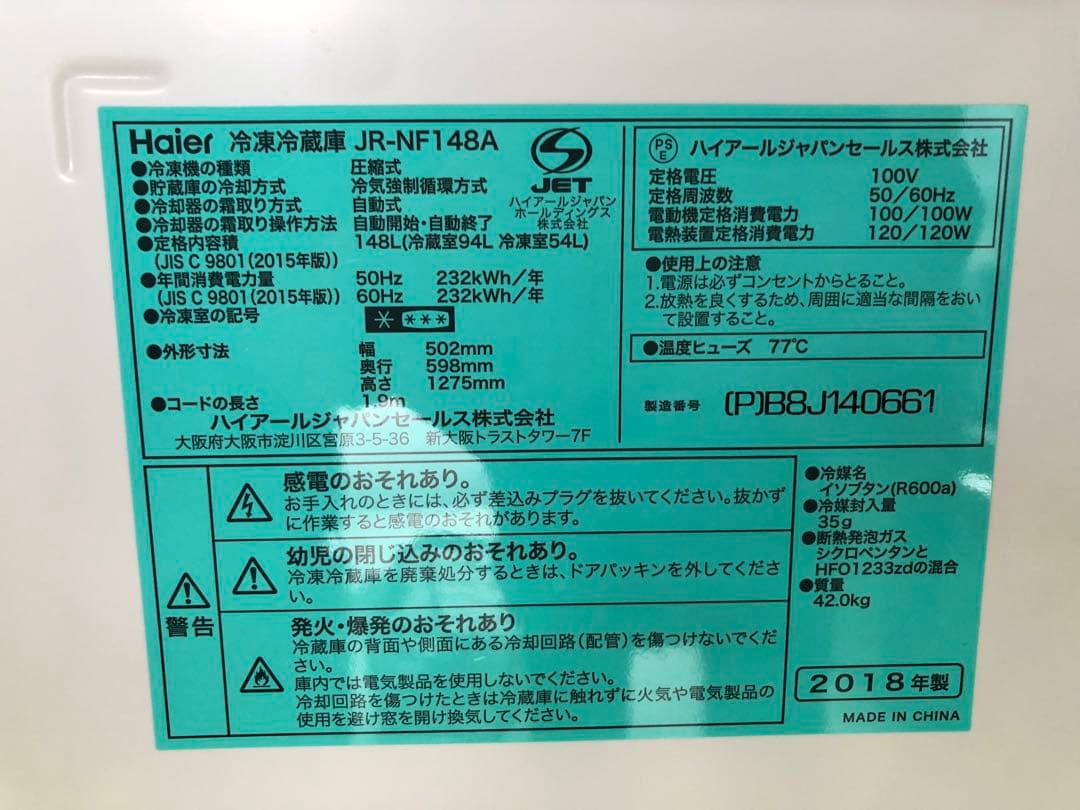 Haier 冷凍冷蔵庫 JR-NF148A
●冷凍機の種類 圧縮式
●貯蔵庫の冷却方式 冷気強制循環方式
●冷却器の霜取り方式 自動式
●冷却器の霜取り操作方法 自動開始・自動終了
●定格内容積 148L(冷蔵室94L 冷凍室54L)
(JIS C 9801(2015年版))
●年間消費電力量 50Hz 232kWh/年
(JIS C 9801(2015年版)) 60Hz 232kWh/年
●冷凍室の記号 * ***
●外形寸法 幅 502mm
奥行 598mm
高さ 1275mm
●コードの長さ 1.9m
ハイアールジャパンセールス株式会社
大阪府大阪市淀川区宮原3-5-36 新大阪トラストタワー7F
JET
ハイアールジャパン
ホールディングス
株式会社
PSE ハイアールジャパンセールス株式会社
定格電圧 100V
定格周波数 50/60Hz
電動機定格消費電力 100/100W
電熱装置定格消費電力 120/120W
●使用上の注意
1.電源は必ずコンセントからとること。
2.放熱を良くするため、周囲に適当な間隔をおい
て設置すること。
●温度ヒューズ 77℃
製造番号 (P)B8J140661
警告
感電のおそれあり。
お手入れのときには、必ず差込みプラグを抜いてください。抜かず
に作業すると感電のおそれがあります。
幼児の閉じ込みのおそれあり。
冷凍冷蔵庫を廃棄処分するときは、ドアパッキンを外してくださ
い。
発火・爆発のおそれあり
冷蔵庫の背面や側面にある冷却回路(配管)を傷つけないでくだ
さい。
庫内では電気製品を使用しないでください。
冷却回路を傷つけたときは冷蔵庫に触れずに火気や電気製品の
使用を避け窓を開け換気してください。
●冷媒名
イソブタン(R600a)
●冷媒封入量
35g
●断熱発泡ガス
シクロペンタンと
HFO1233zdの混合
●質量
42.0kg
2018年製
MADE IN CHINA